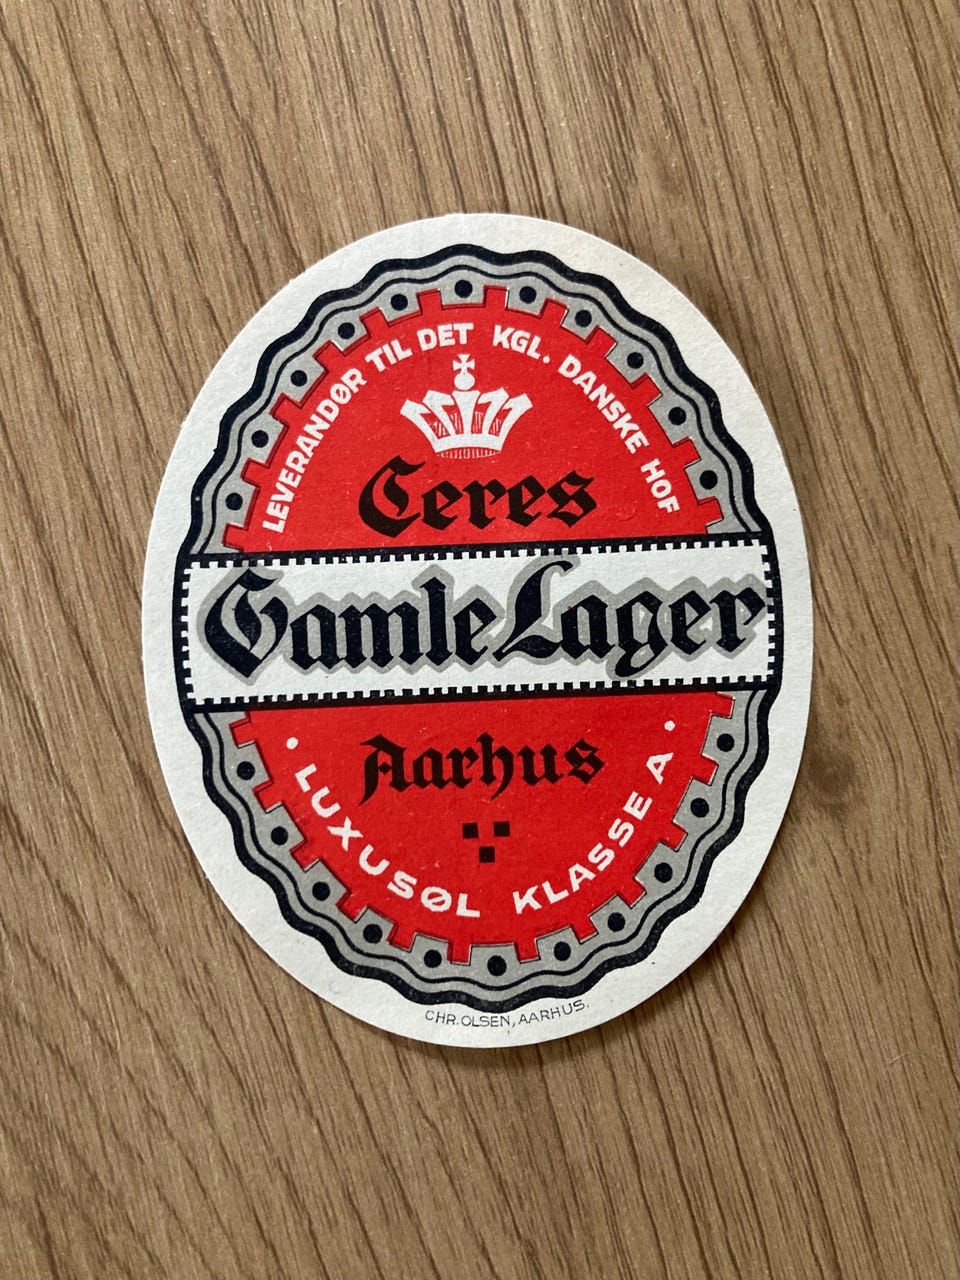 LEVERANDØR TIL DET KGL. DANSKE HOF
Ceres
Gamle Lager
Aarhus
• LUXUSØL KLASSE A •
CHR. OLSEN, AARHUS.